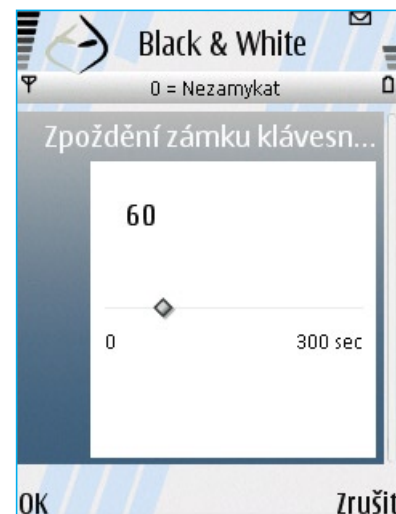 Black & White
0 = Nezamykat
Zpoždění zámku klávesn...
60
0 300 sec
OK Zrušit